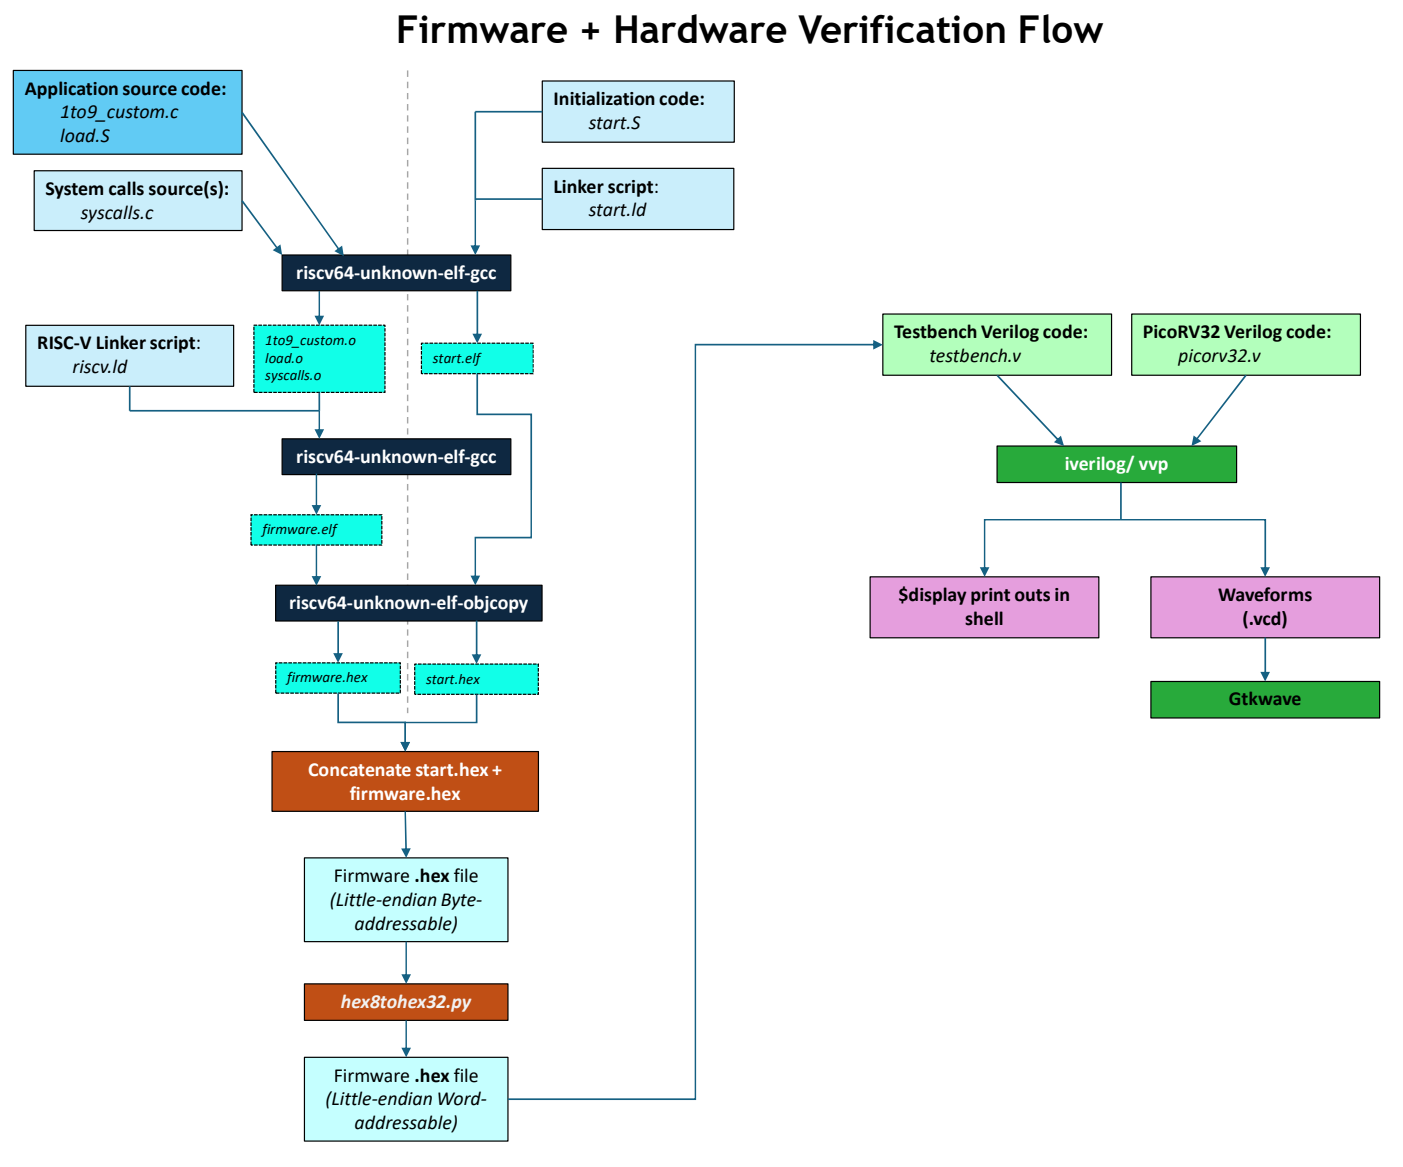 Firmware + Hardware Verification Flow
Application source code:
1to9_custom.c
load.S
Initialization code:
start.S
System calls source(s):
syscalls.c
Linker script:
start.ld
riscv64-unknown-elf-gcc
RISC-V Linker script:
riscv.ld
1to9_custom.o
load.o
syscalls.o
start.elf
riscv64-unknown-elf-gcc
firmware.elf
riscv64-unknown-elf-objcopy
firmware.hex
start.hex
Concatenate start.hex +
firmware.hex
Firmware .hex file
(Little-endian Byte-
addressable)
hex8tohex32.py
Firmware .hex file
(Little-endian Word-
addressable)
Testbench Verilog code:
testbench.v
PicoRV32 Verilog code:
picorv32.v
iverilog/ vvp
$display print outs in
shell
Waveforms
(.vcd)
Gtkwave